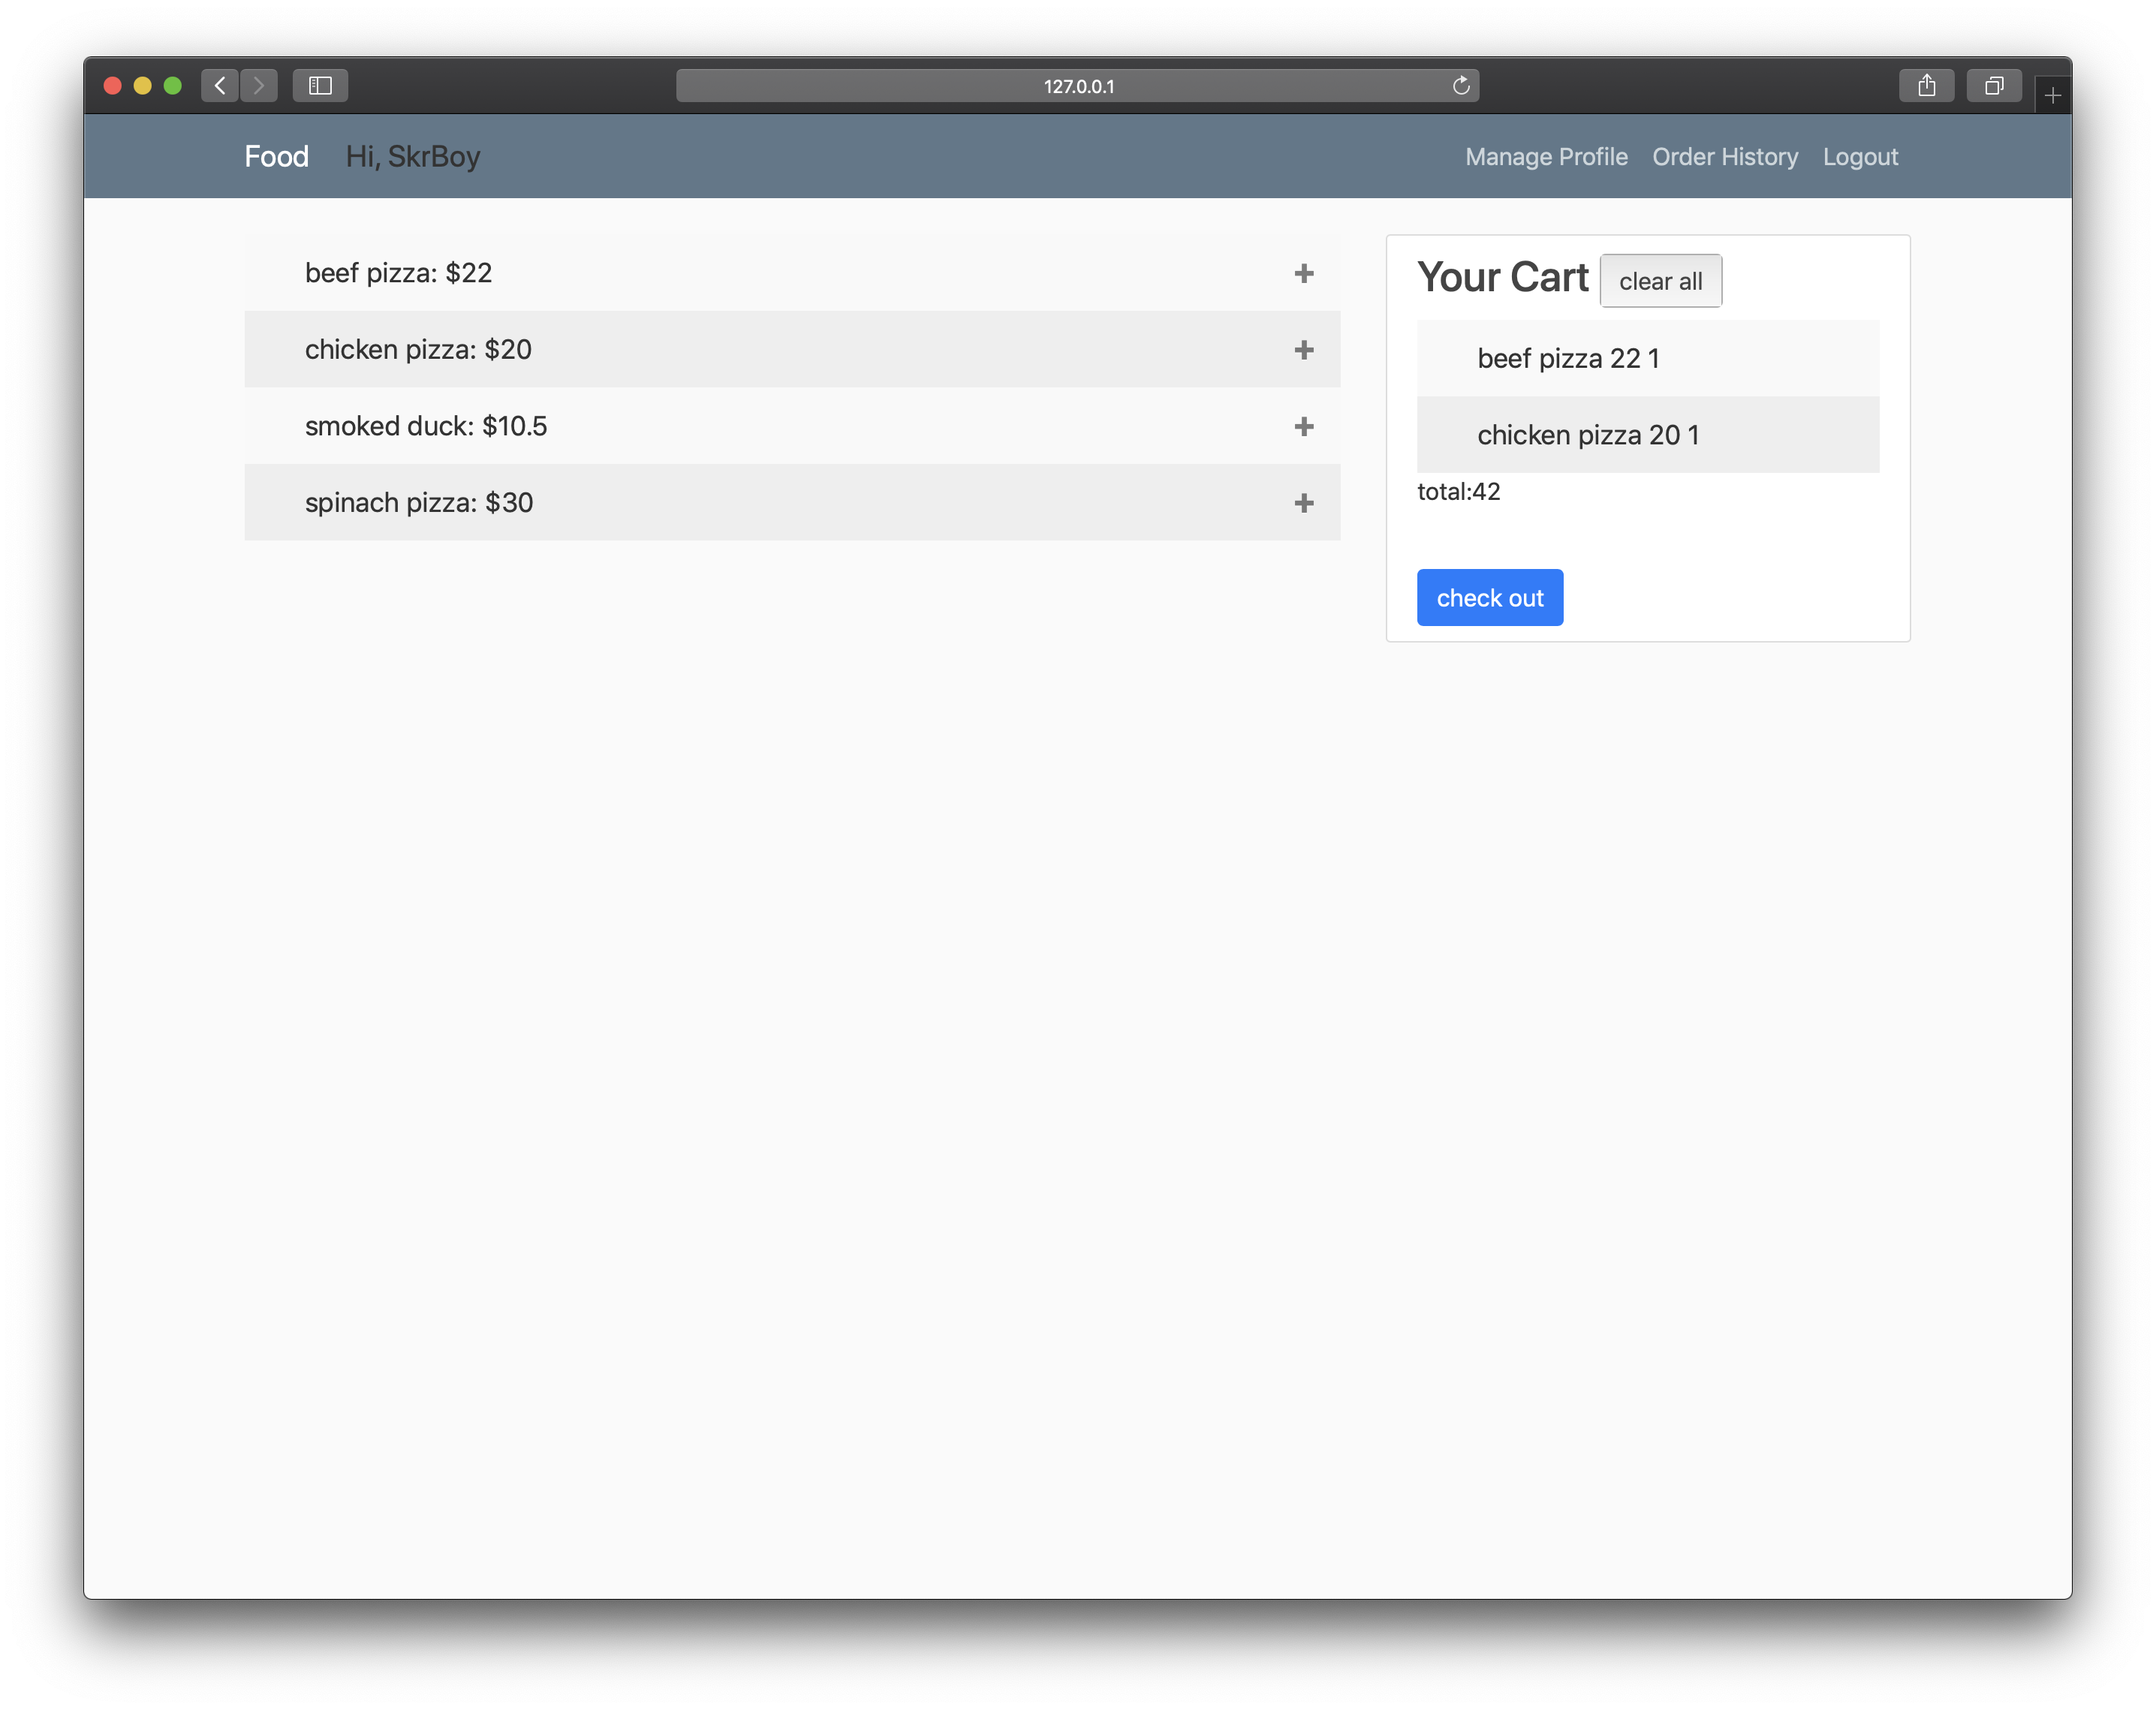 127.0.0.1
Food Hi, SkrBoy Manage Profile Order History Logout
beef pizza: $22
chicken pizza: $20
smoked duck: $10.5
spinach pizza: $30
Your Cart clear all
beef pizza 22 1
chicken pizza 20 1
total:42
check out